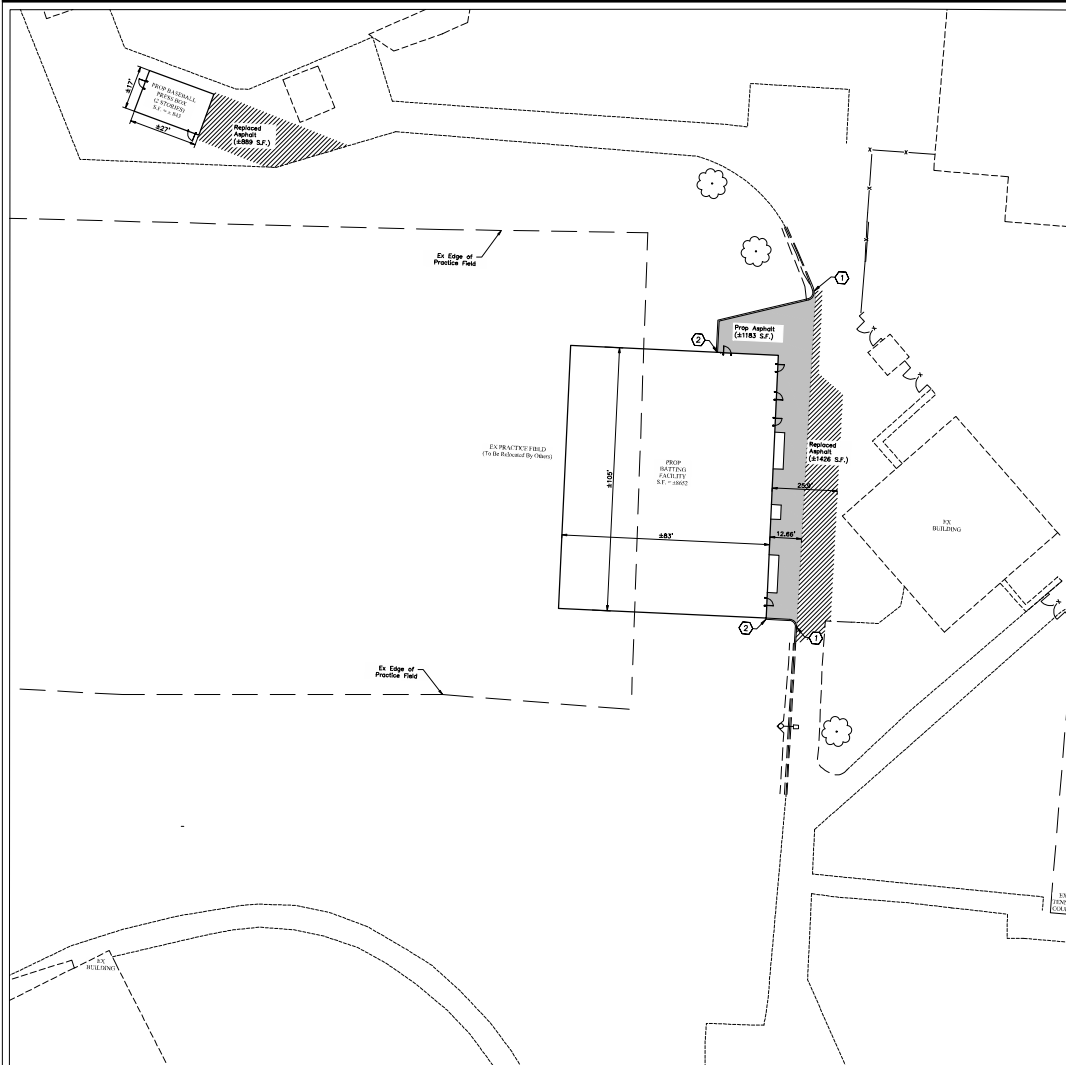 ±17'
PROP BASEBALL
PRESS BOX
(2 STORIES)
±27'
Replaced
Asphalt
(±889 S.F.)
Ex Edge of
Practice Field
1
Prop Asphalt
(±1183 S.F.)
2
EX PRACTICE FIELD
(To Be Relocated By Others)
PROP
BATTING
FACILITY
S.F. = ±8652
±105'
±83'
Replaced
Asphalt
(±1426 S.F.)
12.66'
EX
BUILDING
2
1
Ex Edge of
Practice Field
EX
BUILDING